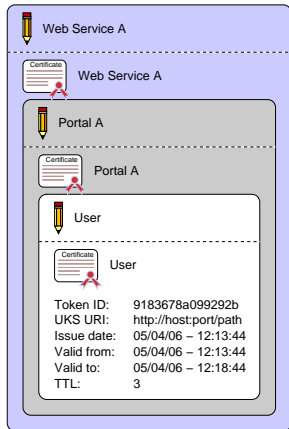 Web Service A
Certificate
Web Service A
Portal A
Certificate
Portal A
User
Certificate
User
Token ID: 9183678a099292b
UKS URI: http://host:port/path
Issue date: 05/04/06 – 12:13:44
Valid from: 05/04/06 – 12:13:44
Valid to: 05/04/06 – 12:18:44
TTL: 3